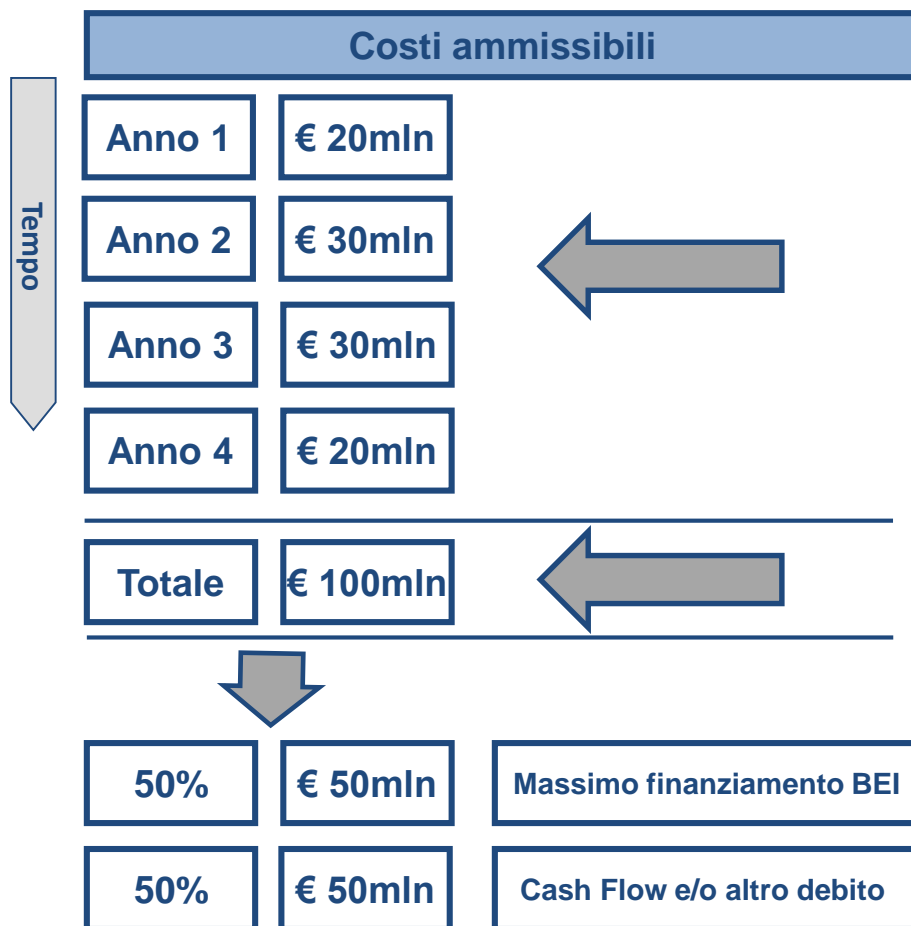 Costi ammissibili
Tempo
Anno 1 € 20mln
Anno 2 € 30mln
Anno 3 € 30mln
Anno 4 € 20mln
Totale € 100mln
50% € 50mln Massimo finanziamento BEI
50% € 50mln Cash Flow e/o altro debito